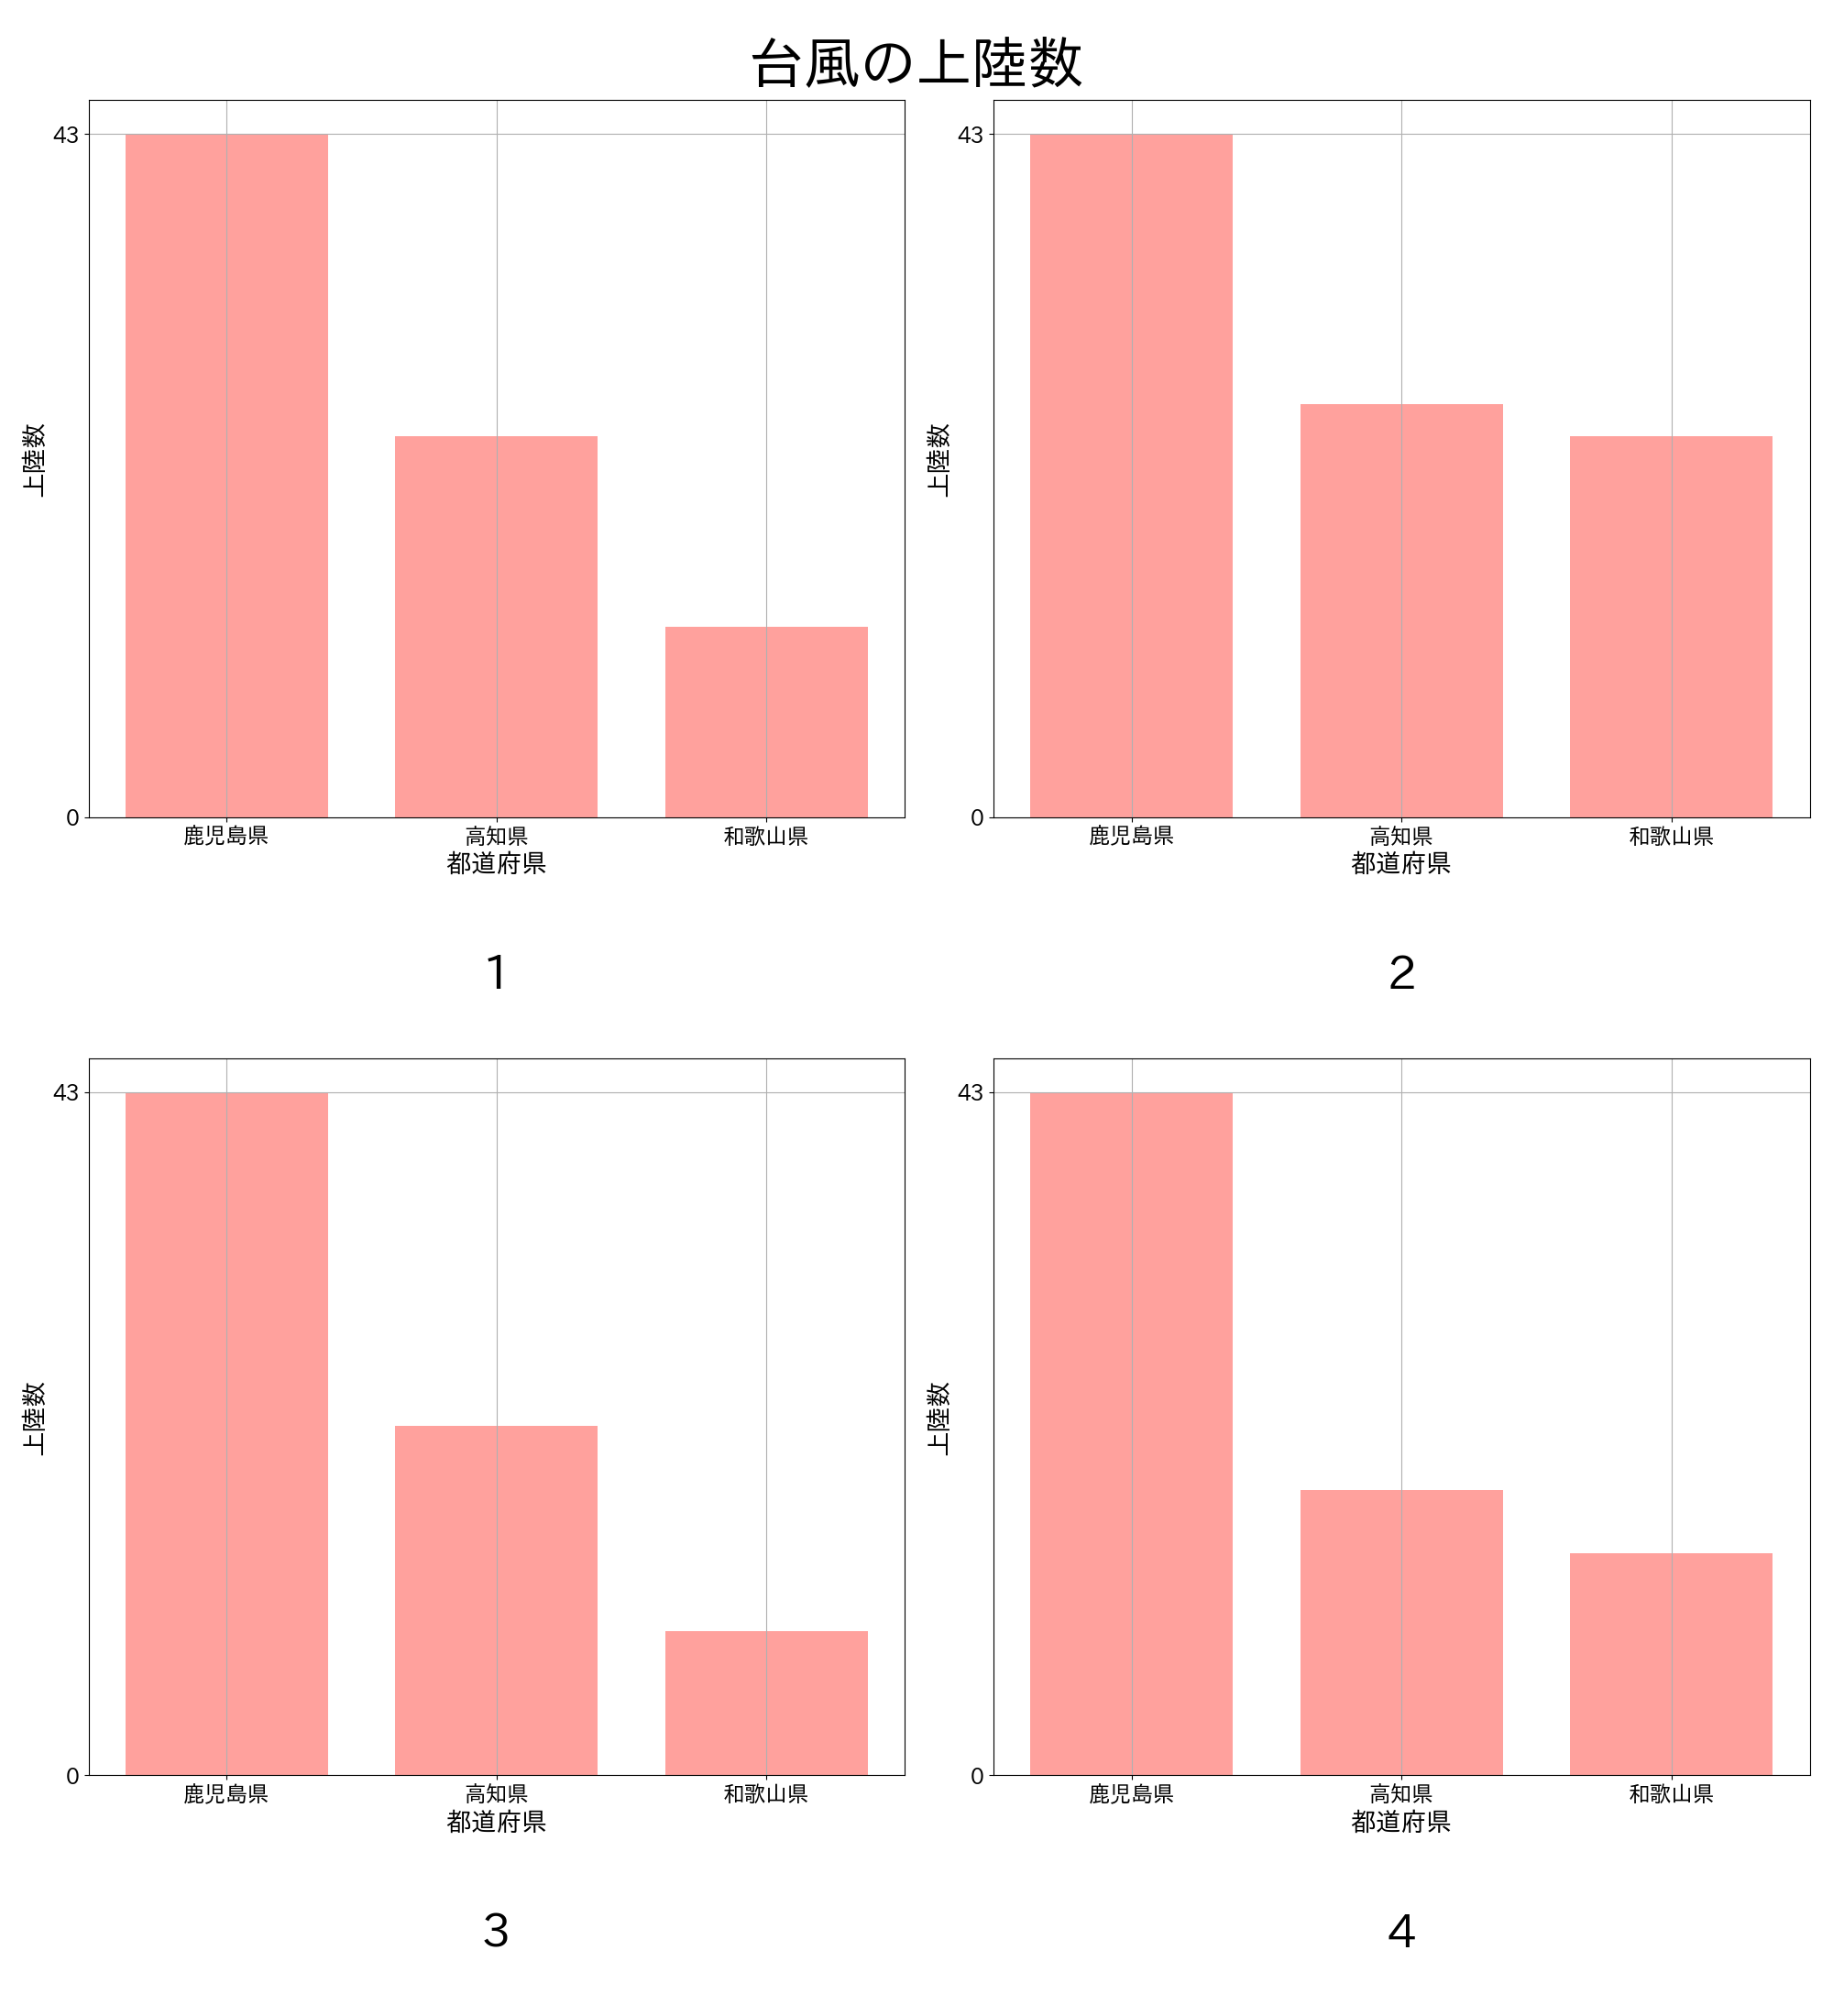 台風の上陸数
43
0
上陸数
鹿児島県 高知県 和歌山県
都道府県
1
43
0
上陸数
鹿児島県 高知県 和歌山県
都道府県
2
43
0
上陸数
鹿児島県 高知県 和歌山県
都道府県
3
43
0
上陸数
鹿児島県 高知県 和歌山県
都道府県
4